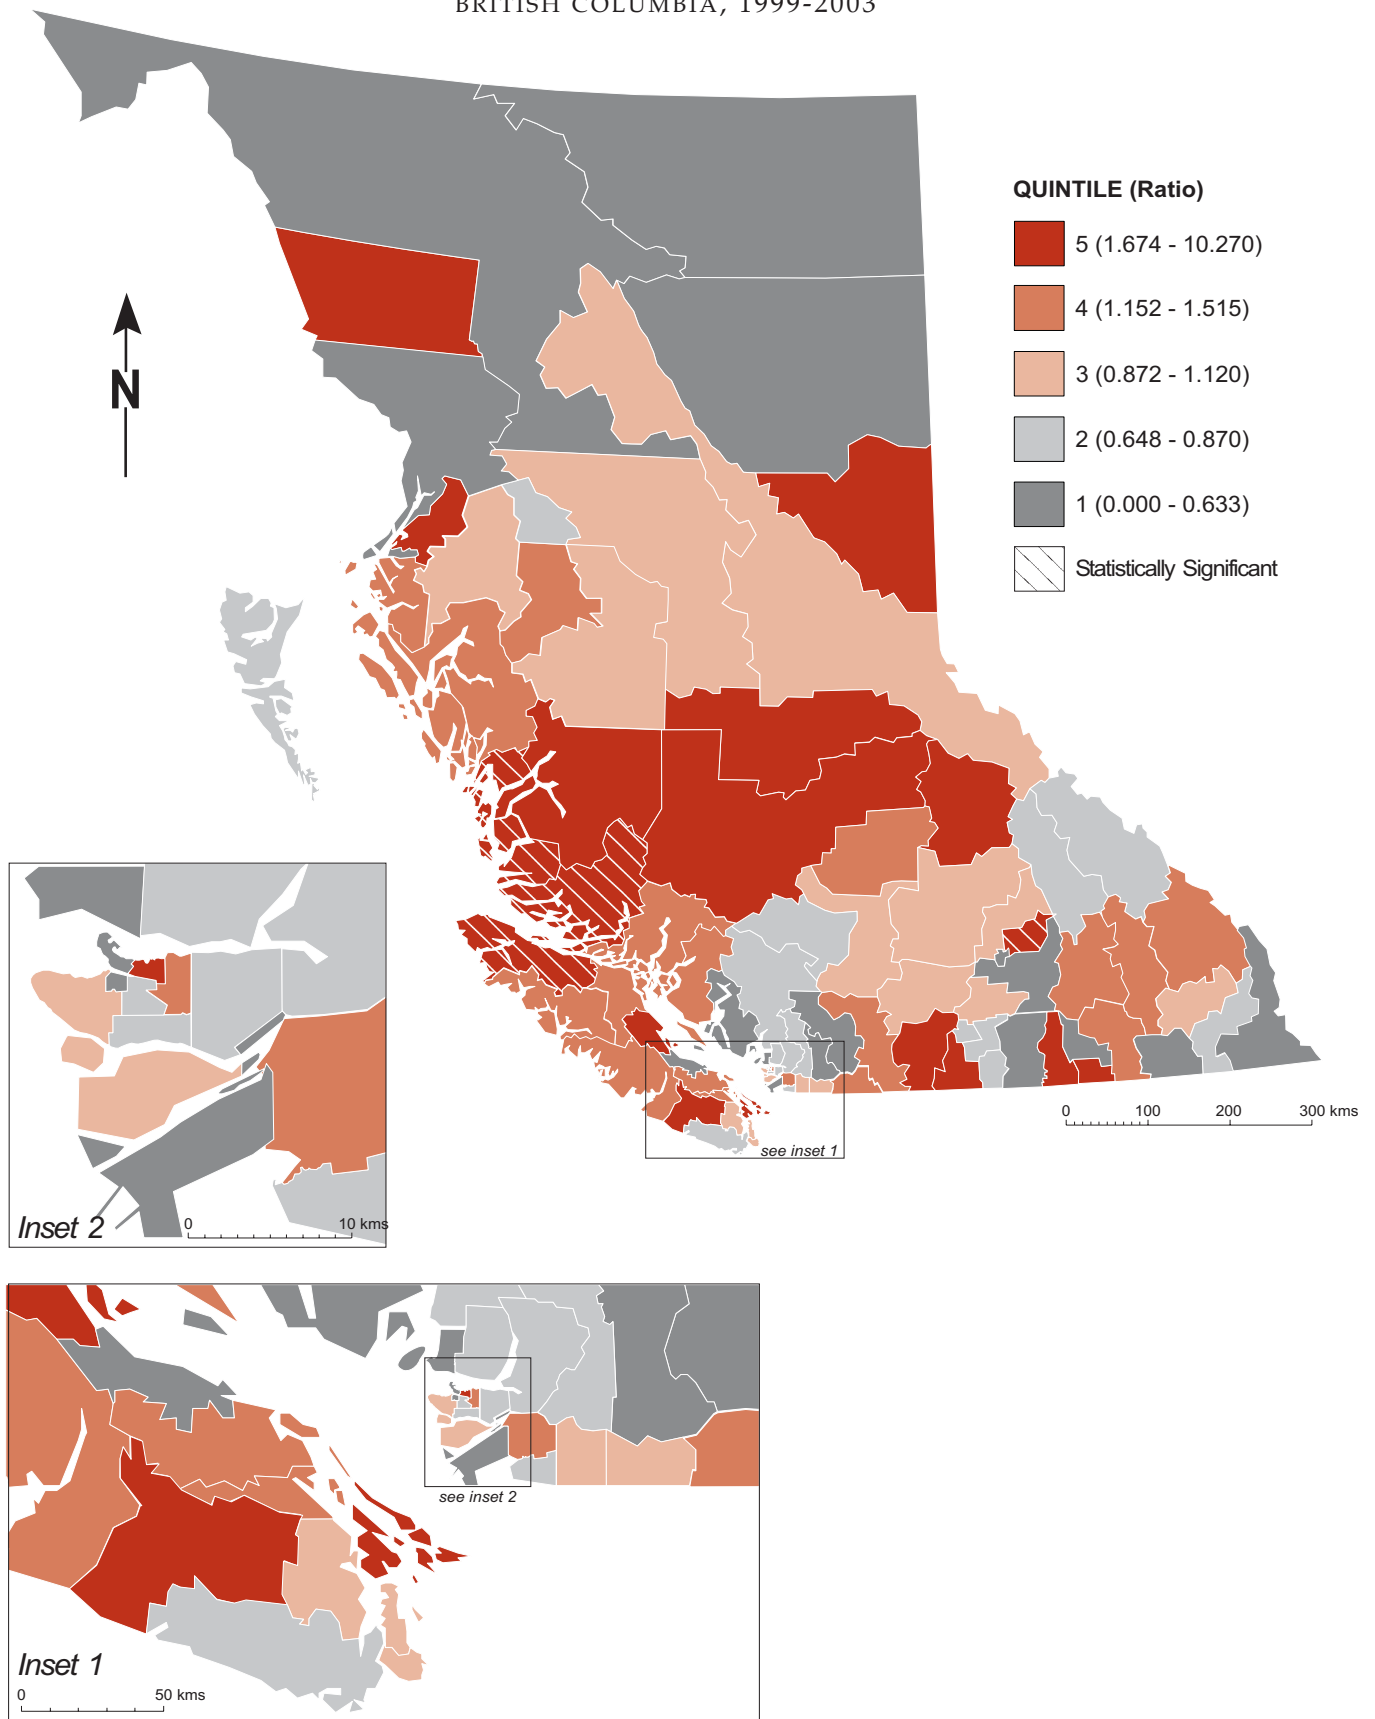 BRITISH COLUMBIA, 1999-2003
QUINTILE (Ratio)
5 (1.674 - 10.270)
4 (1.152 - 1.515)
3 (0.872 - 1.120)
2 (0.648 - 0.870)
1 (0.000 - 0.633)
Statistically Significant
N
0 100 200 300 kms
see inset 1
Inset 2
0 10 kms
see inset 2
Inset 1
0 50 kms